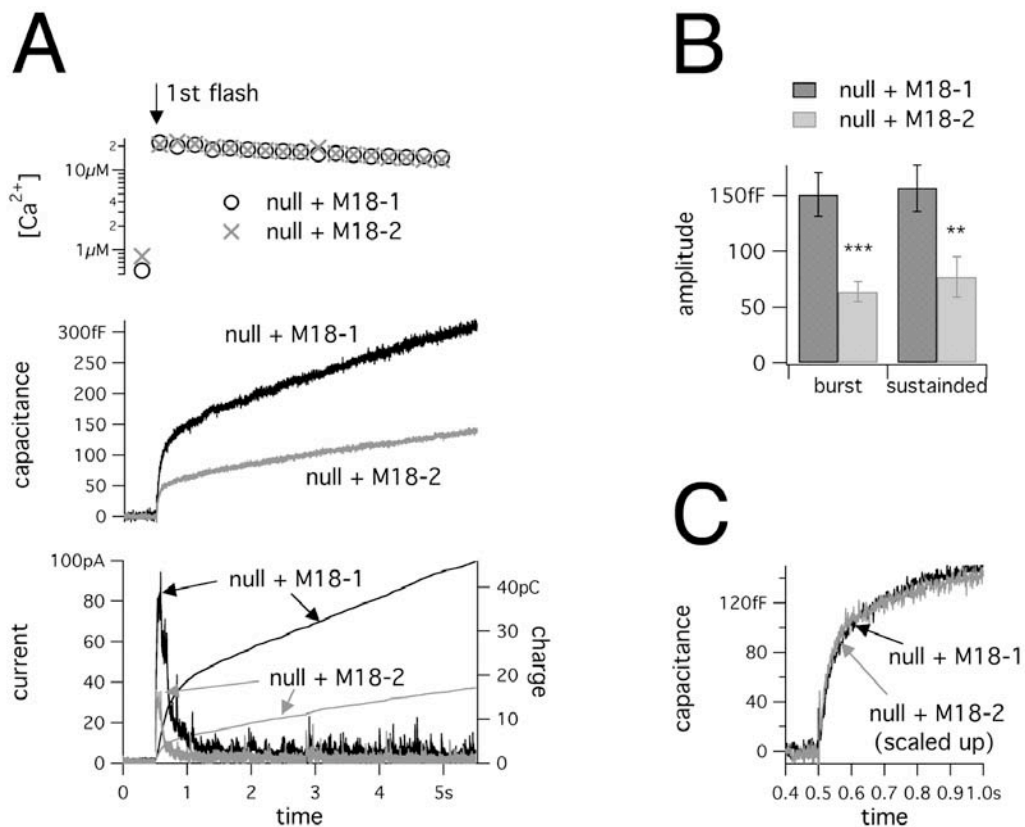 A
1st flash
2
10µM
4
2
1µM
[Ca2+]
null + M18-1
null + M18-2
300fF
250
200
150
100
50
0
capacitance
null + M18-1
null + M18-2
100pA
80
60
40
20
0
current
null + M18-1
null + M18-2
40pC
30
20
10
0
charge
0 1 2 3 4 5s
time
B
null + M18-1
null + M18-2
150fF
100
50
0
amplitude
***
**
burst sustainded
C
120fF
80
40
0
capacitance
null + M18-1
null + M18-2
(scaled up)
0.4 0.5 0.6 0.7 0.8 0.9 1.0s
time